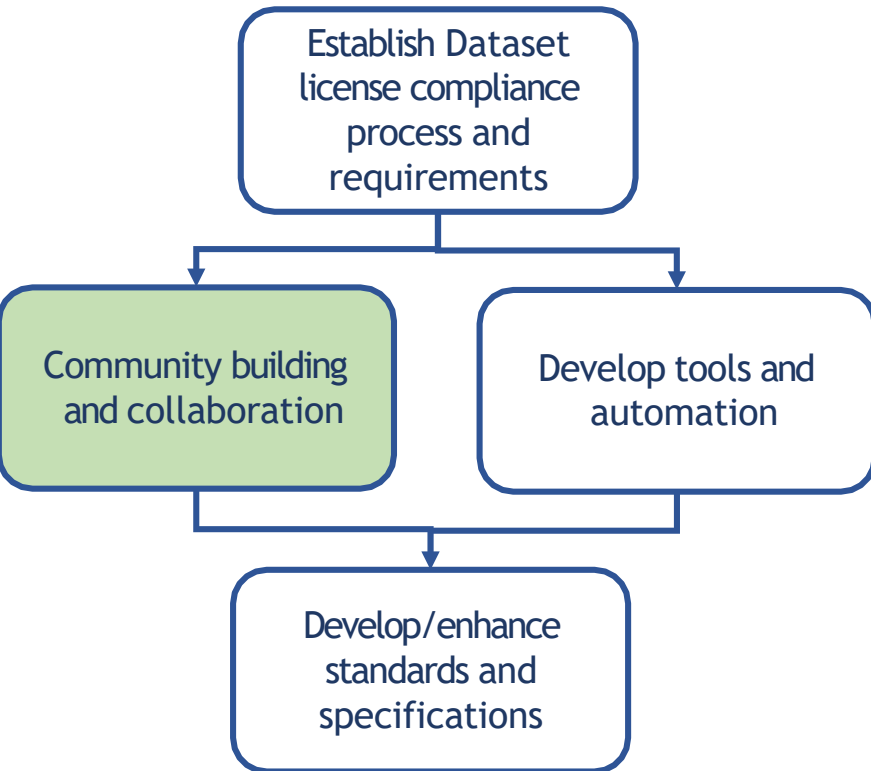 Establish Dataset
license compliance
process and
requirements
Community building
and collaboration
Develop tools and
automation
Develop/enhance
standards and
specifications